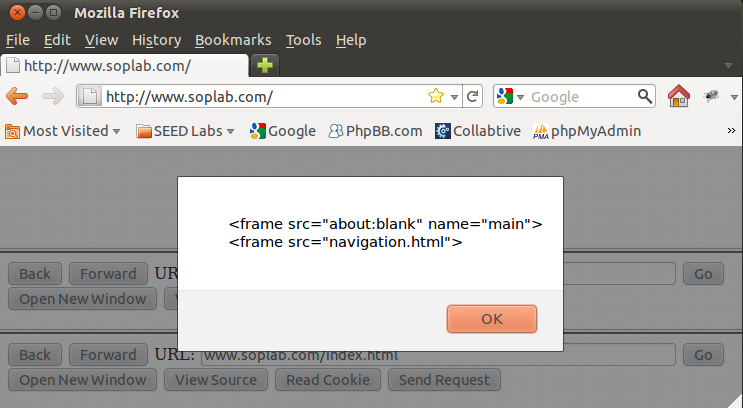 Mozilla Firefox
File Edit View History Bookmarks Tools Help
http://www.soplab.com/
http://www.soplab.com/ Google
Most Visited SEED Labs Google PhpBB.com Collabtive phpMyAdmin »
<frame src="about:blank" name="main">
<frame src="navigation.html">
Back Forward Go
Open New Window
OK
Back Forward URL: www.soplab.com/index.html Go
Open New Window View Source Read Cookie Send Request